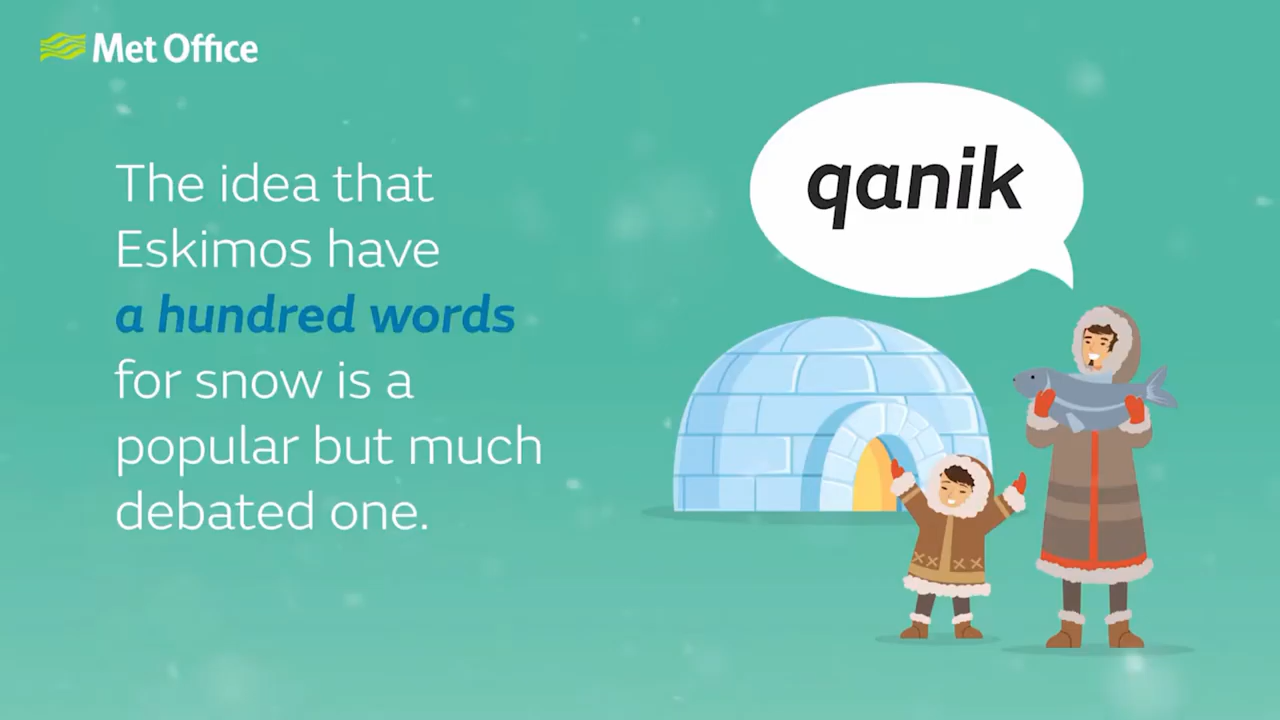 Met Office
The idea that
Eskimos have
a hundred words
for snow is a
popular but much
debated one.
qanik